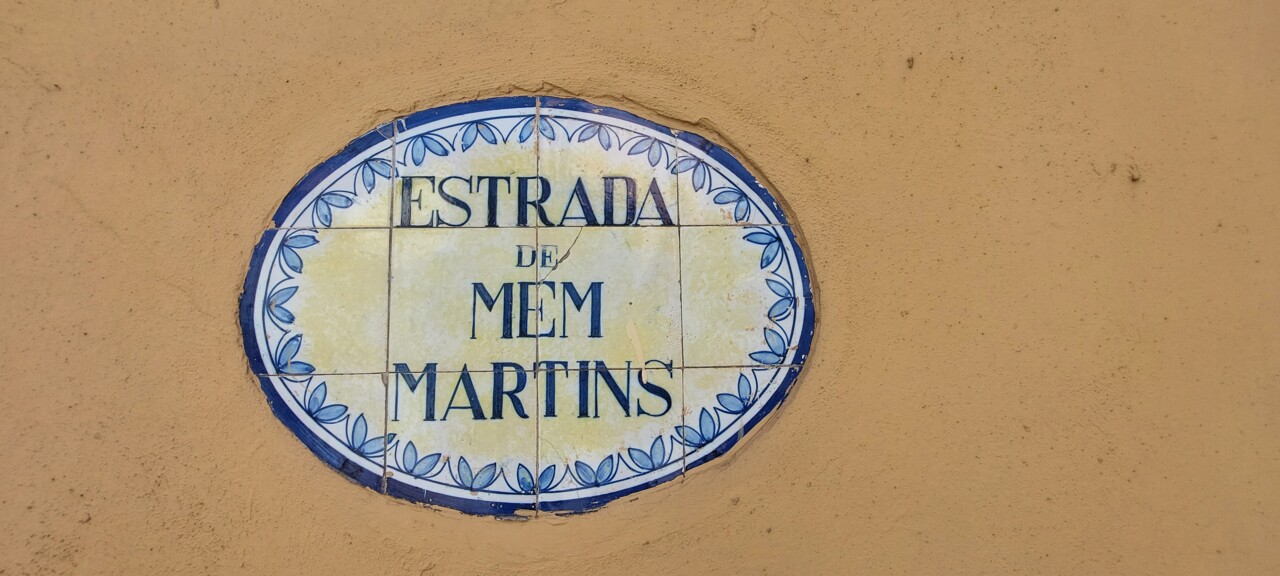 ESTRADA
DE
MEM
MARTINS